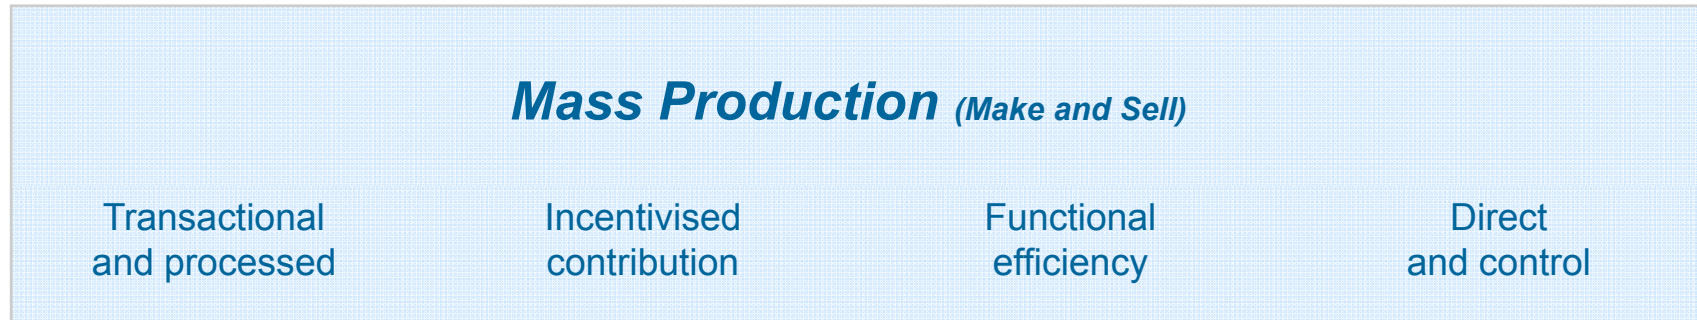 Mass Production (Make and Sell)
Transactional
and processed
Incentivised
contribution
Functional
efficiency
Direct
and control